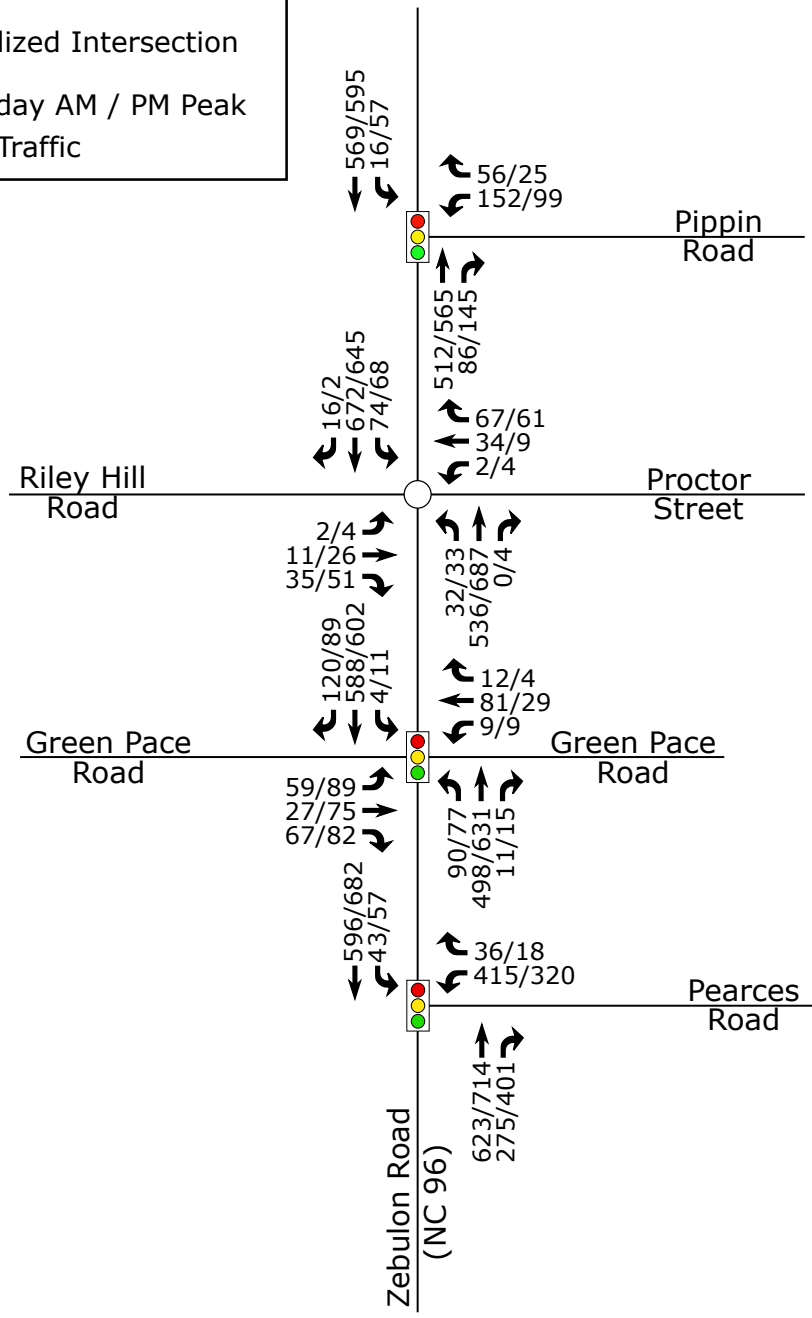 lized Intersection
day AM / PM Peak
Traffic
569/595
16/57
56/25
152/99
Pippin
Road
512/565
86/145
16/2
672/645
74/68
67/61
34/9
2/4
Riley Hill
Road
Proctor
Street
2/4
11/26
35/51
32/33
536/687
0/4
120/89
588/602
4/11
12/4
81/29
9/9
Green Pace
Road
Green Pace
Road
59/89
27/75
67/82
90/77
498/631
11/15
596/682
43/57
36/18
415/320
Pearces
Road
623/714
275/401
Zebulon Road
(NC 96)